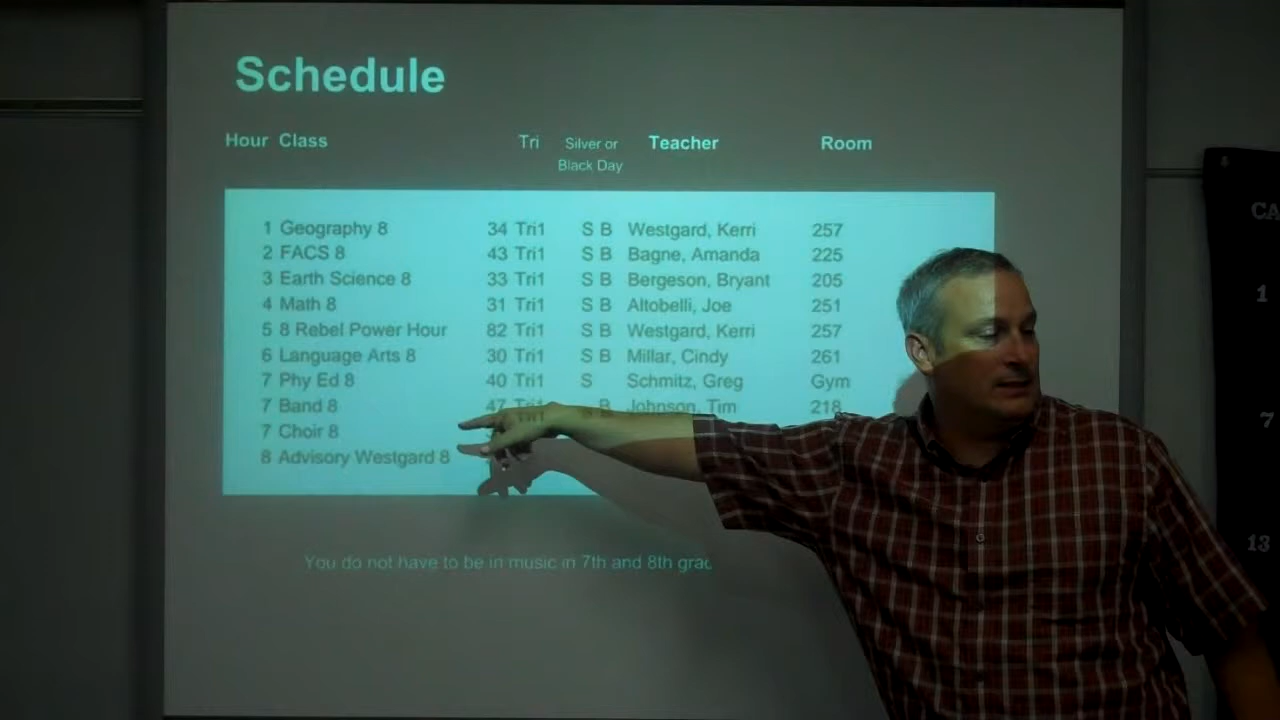 Schedule
Hour Class Tri Silver or Black Day Teacher Room
1 Geography 8 34 Tri1 S B Westgard, Kerri 257
2 FACS 8 43 Tri1 S B Bagne, Amanda 225
3 Earth Science 8 33 Tri1 S B Bergeson, Bryant 205
4 Math 8 31 Tri1 S B Altobelli, Joe 251
5 8 Rebel Power Hour 82 Tri1 S B Westgard, Kerri 257
6 Language Arts 8 30 Tri1 S B Millar, Cindy 261
7 Phy Ed 8 40 Tri1 S Schmitz, Greg Gym
7 Band 8 47 Tri1 B Johnson, Tim 218
7 Choir 8
8 Advisory Westgard 8
You do not have to be in music in 7th and 8th grad
CA
1
7
13